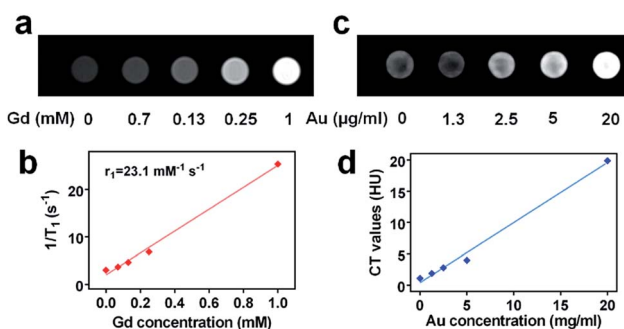 a
Gd (mM) 0 0.7 0.13 0.25 1
c
Au (μg/ml) 0 1.3 2.5 5 20
b
r1=23.1 mM-1 s-1
1/T1 (s-1)
20
10
0
0.0 0.2 0.4 0.6 0.8 1.0
Gd concentration (mM)
d
CT values (HU)
20
15
10
5
0
0 5 10 15 20
Au concentration (mg/ml)